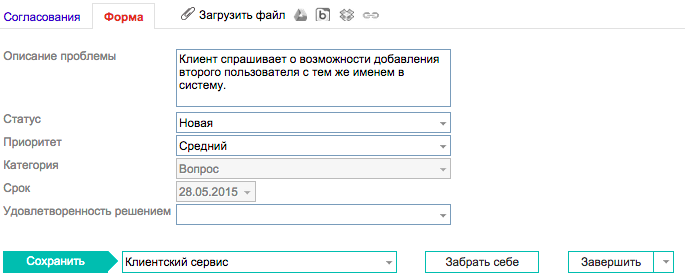 Согласования Форма Загрузить файл
Описание проблемы
Клиент спрашивает о возможности добавления
второго пользователя с тем же именем в
систему.
Статус Новая
Приоритет Средний
Категория Вопрос
Срок 28.05.2015
Удовлетворенность решением
Сохранить Клиентский сервис Забрать себе Завершить